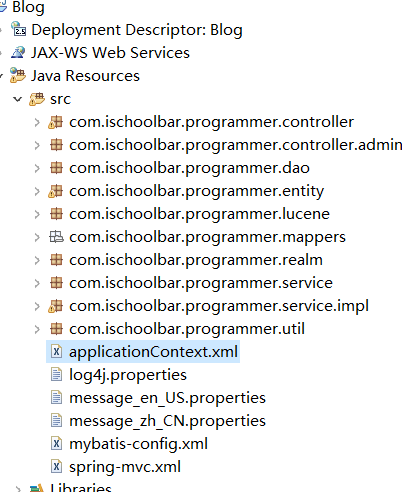 Blog
Deployment Descriptor: Blog
JAX-WS Web Services
Java Resources
src
com.ischoolbar.programmer.controller
com.ischoolbar.programmer.controller.admin
com.ischoolbar.programmer.dao
com.ischoolbar.programmer.entity
com.ischoolbar.programmer.lucene
com.ischoolbar.programmer.mappers
com.ischoolbar.programmer.realm
com.ischoolbar.programmer.service
com.ischoolbar.programmer.service.impl
com.ischoolbar.programmer.util
applicationContext.xml
log4j.properties
message_en_US.properties
message_zh_CN.properties
mybatis-config.xml
spring-mvc.xml
Libraries